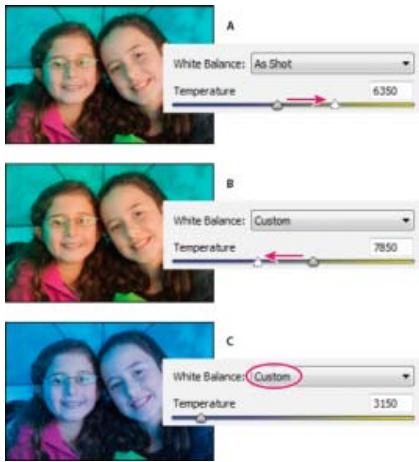 A
White Balance: As Shot
Temperature 6350
B
White Balance: Custom
Temperature 7850
C
White Balance: Custom
Temperature 3150